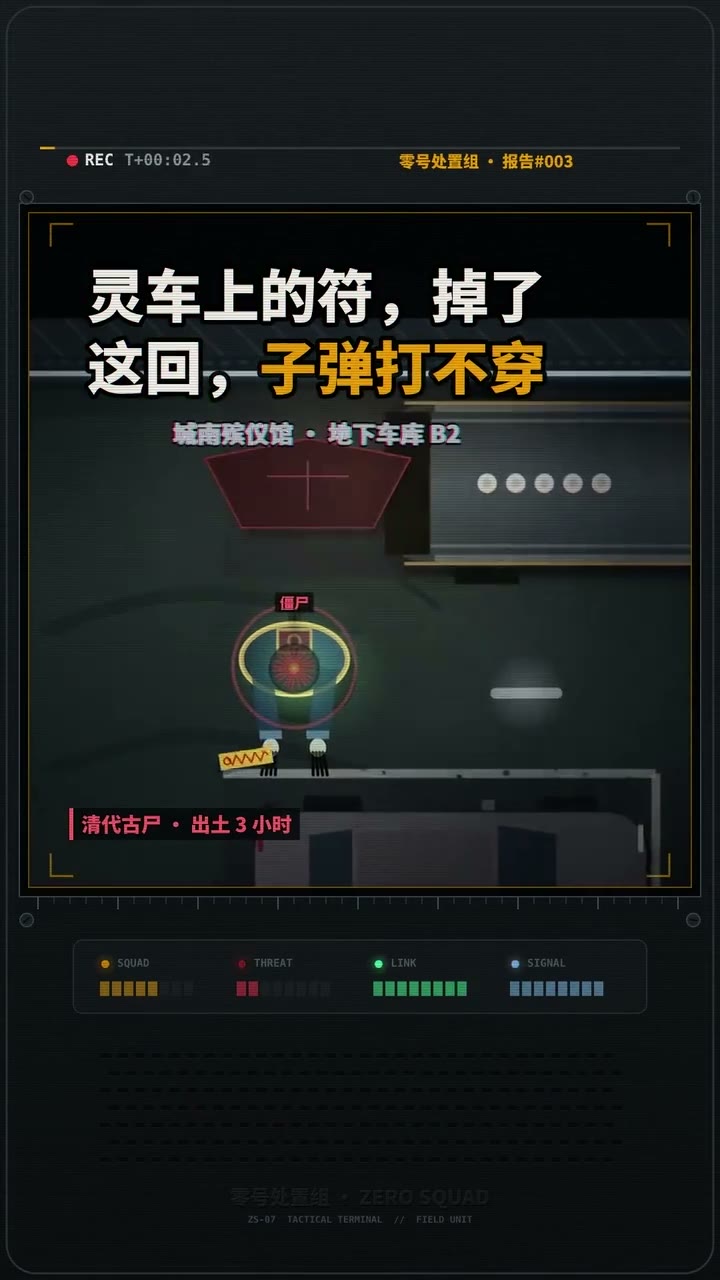 REC T+00:02.5
零号处置组 · 报告#003
灵车上的符，掉了
这回，子弹打不穿
城南殡仪馆 · 地下车库 B2
僵尸
清代古尸 · 出土 3 小时
SQUAD
THREAT
LINK
SIGNAL
零号处置组 · ZERO SQUAD
ZS-07 TACTICAL TERMINAL // FIELD UNIT